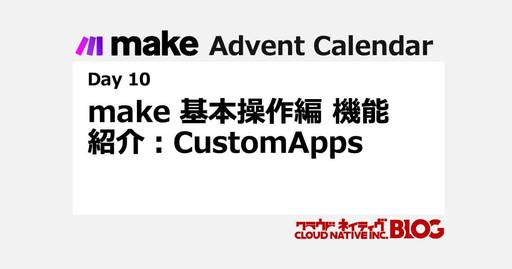 make Advent Calendar
Day 10
make 基本操作編 機能
紹介：CustomApps
クラウド ネイティヴ
CLOUD NATIVE INC. BLOG